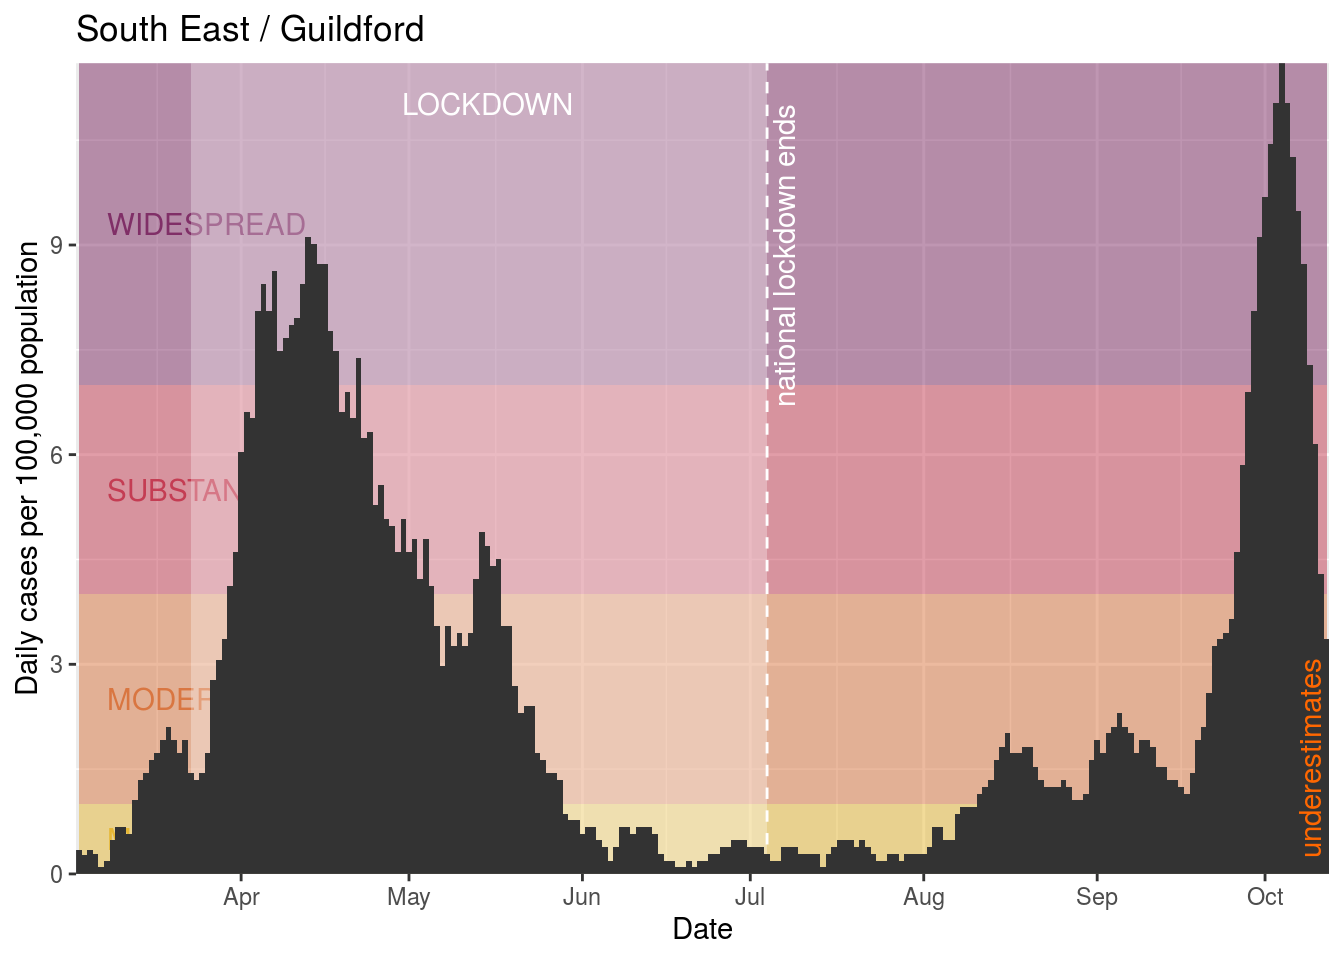 South East / Guildford
LOCKDOWN
national lockdown ends
WIDESPREAD
SUBSTAN
MODER
underestimates
Daily cases per 100,000 population
9
6
3
0
Apr
May
Jun
Jul
Aug
Sep
Oct
Date